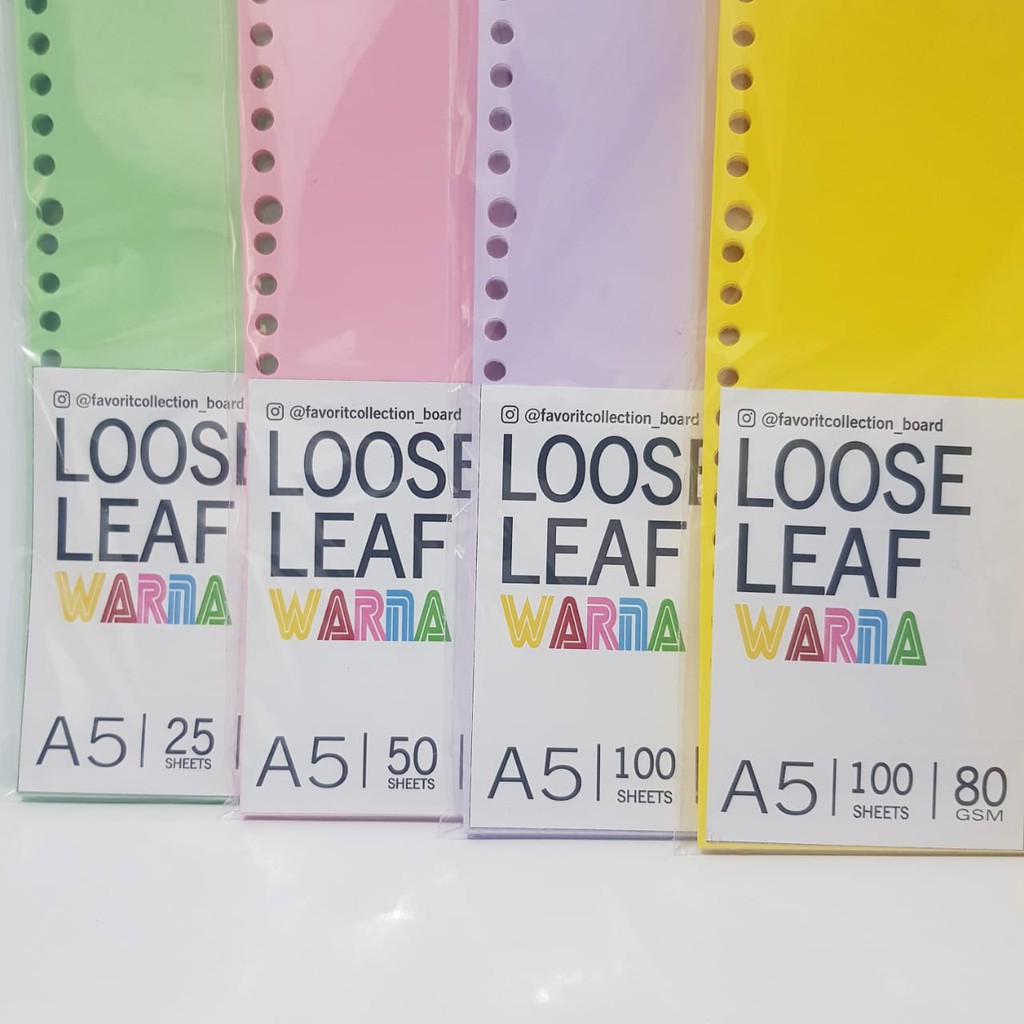 @favoritcollection_board
LOOSE
LEAF
WARNA
A5 | 25 SHEETS |
@favoritcollection_board
LOOSE
LEAF
WARNA
A5 | 50 SHEETS |
@favoritcollection_board
LOOSE
LEAF
WARNA
A5 | 100 SHEETS |
@favoritcollection_board
LOOSE
LEAF
WARNA
A5 | 100 SHEETS | 80 GSM